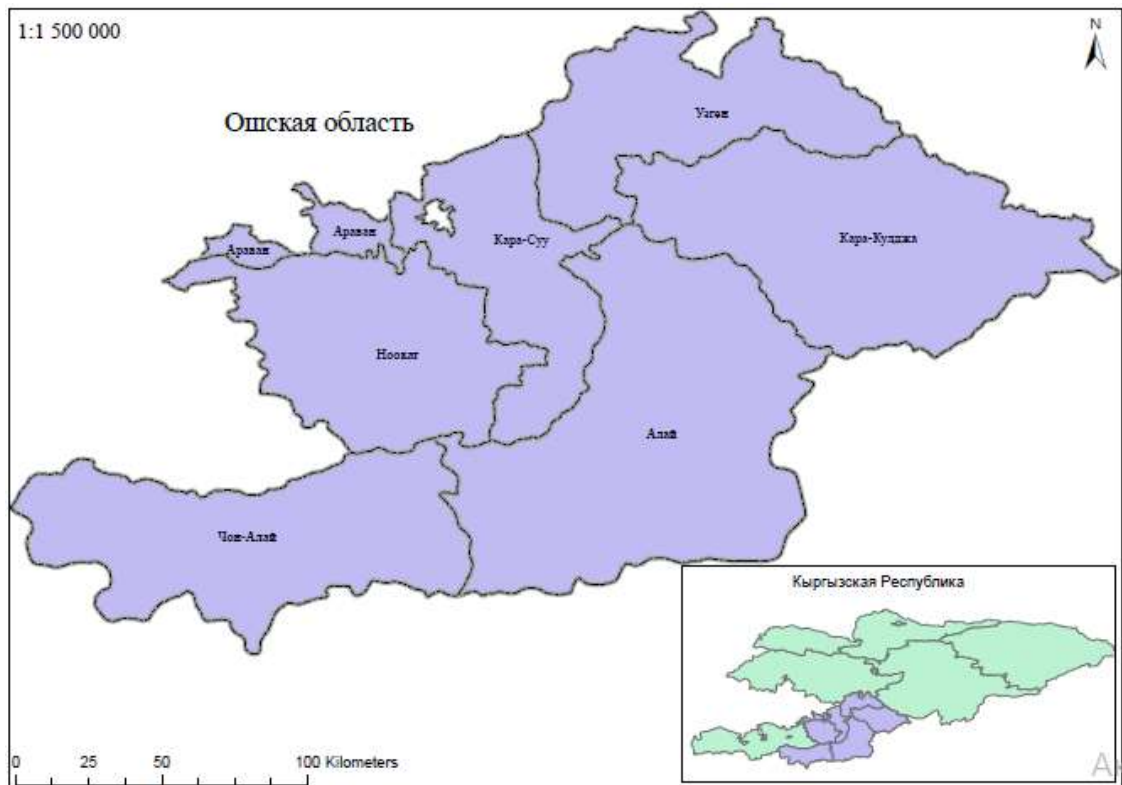 1:1 500 000
N
Ошская область
Узген
Араван
Араван
Кара-Суу
Кара-Кулджа
Ноокат
Алай
Чон-Алай
Кыргызская Республика
0 25 50 100 Kilometers